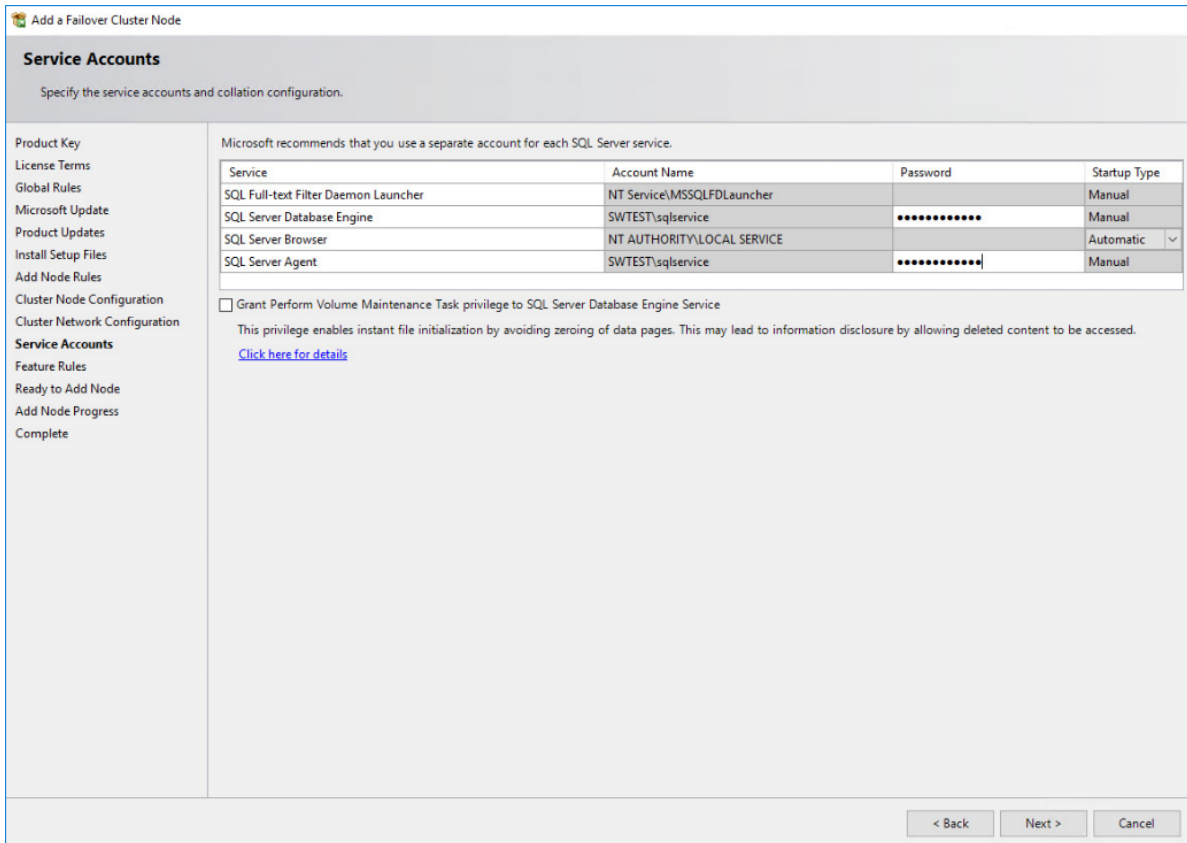 Add a Failover Cluster Node
Service Accounts
Specify the service accounts and collation configuration.
Product Key
License Terms
Global Rules
Microsoft Update
Product Updates
Install Setup Files
Add Node Rules
Cluster Node Configuration
Cluster Network Configuration
Service Accounts
Feature Rules
Ready to Add Node
Add Node Progress
Complete
Microsoft recommends that you use a separate account for each SQL Server service.
Service Account Name Password Startup Type
SQL Full-text Filter Daemon Launcher NT Service\MSSQLFDLauncher Manual
SQL Server Database Engine SWTEST\sqlservice ●●●●●●●●●●●● Manual
SQL Server Browser NT AUTHORITY\LOCAL SERVICE Automatic
SQL Server Agent SWTEST\sqlservice ●●●●●●●●●●●● Manual
Grant Perform Volume Maintenance Task privilege to SQL Server Database Engine Service
This privilege enables instant file initialization by avoiding zeroing of data pages. This may lead to information disclosure by allowing deleted content to be accessed.
Click here for details
< Back Next > Cancel